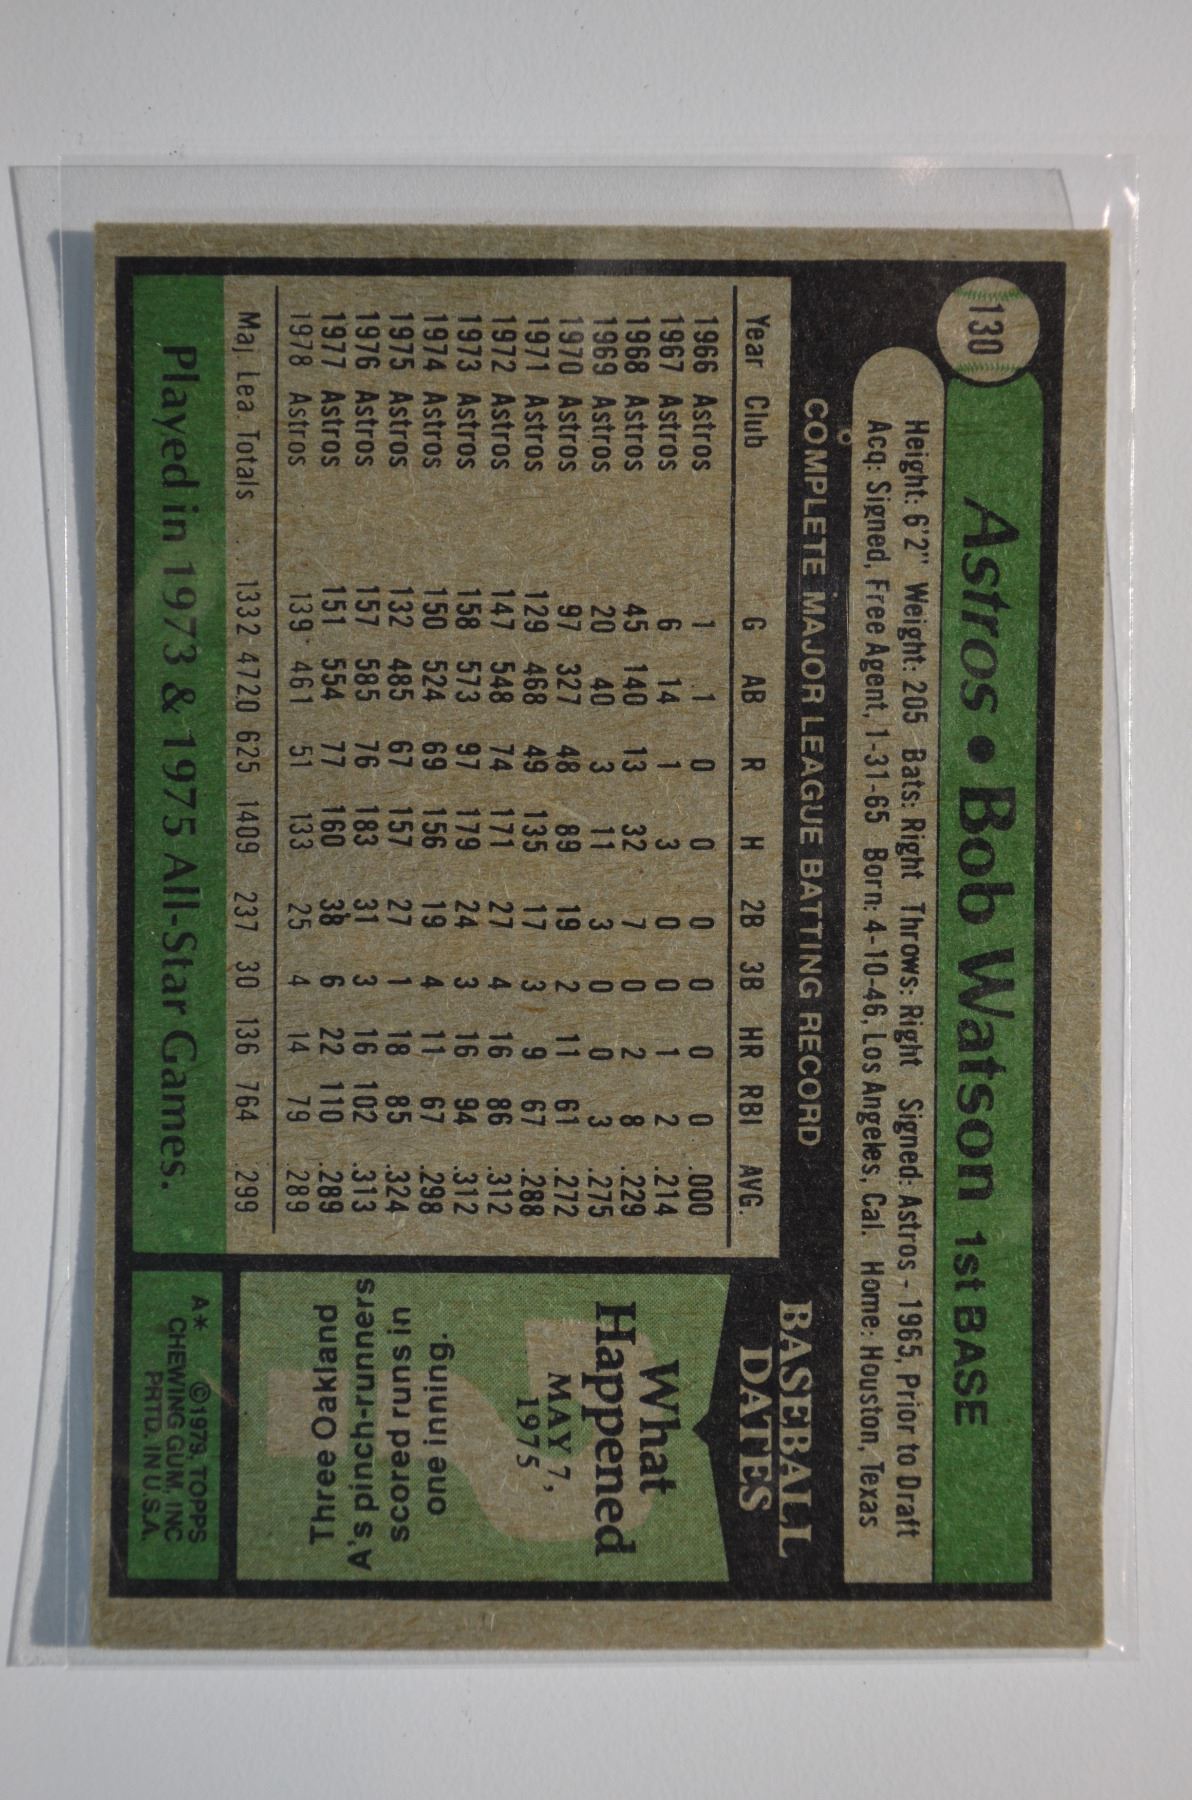 130
Astros • Bob Watson 1st BASE
Height: 6'2" Weight: 205 Bats: Right Throws: Right Signed: Astros - 1965, Prior to Draft
Acq: Signed, Free Agent, 1-31-65 Born: 4-10-46, Los Angeles, Cal. Home: Houston, Texas
COMPLETE MAJOR LEAGUE BATTING RECORD
Year Club G AB R H 2B 3B HR RBI AVG.
1966 Astros 1 1 0 0 0 0 0 0 .000
1967 Astros 6 14 1 3 0 0 1 2 .214
1968 Astros 45 140 13 32 7 0 2 8 .229
1969 Astros 20 40 3 11 3 0 0 3 .275
1970 Astros 97 327 48 89 19 2 11 61 .272
1971 Astros 129 468 49 135 17 3 9 67 .288
1972 Astros 147 548 74 171 27 4 16 86 .312
1973 Astros 158 573 97 179 24 3 16 94 .312
1974 Astros 150 524 69 156 19 4 11 67 .298
1975 Astros 132 485 67 157 27 1 18 85 .324
1976 Astros 157 585 76 183 31 3 16 102 .313
1977 Astros 151 554 77 160 38 6 22 110 .289
1978 Astros 139 461 51 133 25 4 14 79 .289
Maj Lea Totals . . 1332 4720 625 1409 237 30 136 764 .299
Played in 1973 & 1975 All-Star Games.
BASEBALL
DATES
What
Happened
MAY 7,
1975
Three Oakland
A's pinch-runners
scored runs in
one inning.
A* ©1979, TOPPS
CHEWING GUM, INC
PRTD. IN U.S.A.